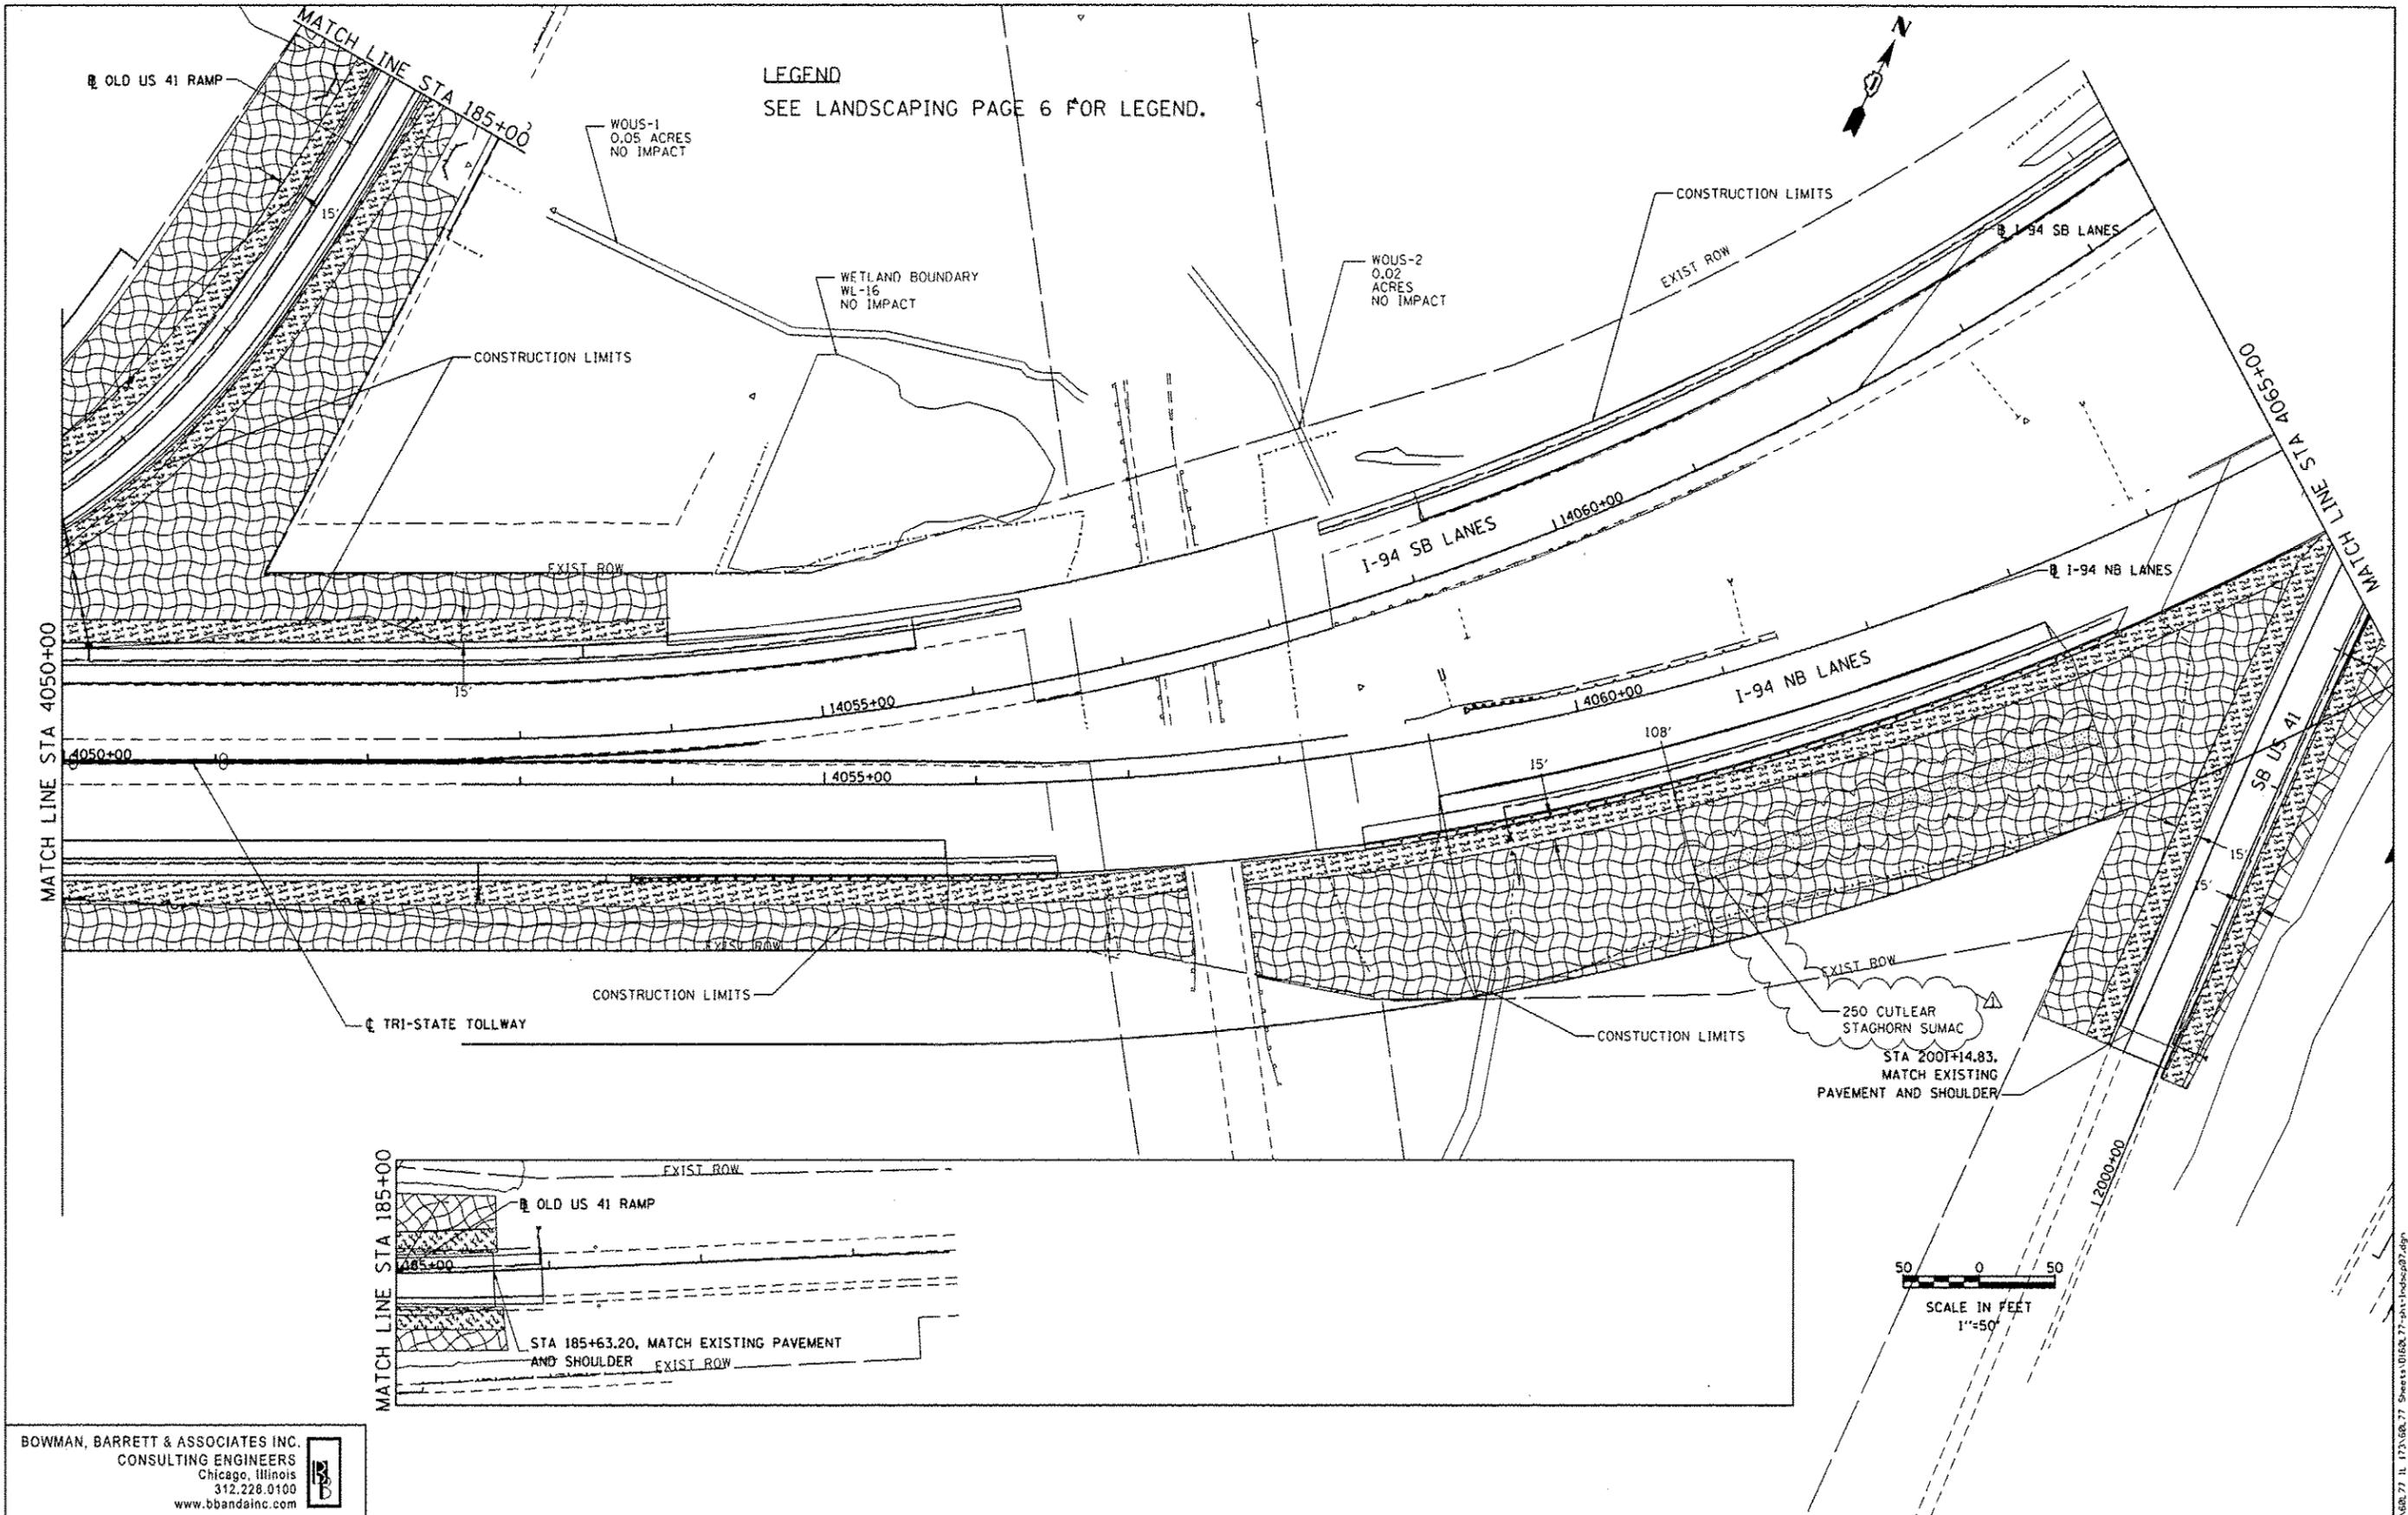 MATCH LINE STA 185+00
B OLD US 41 RAMP
LEGEND
SEE LANDSCAPING PAGE 6 FOR LEGEND.
N
WOUS-1
0.05 ACRES
NO IMPACT
CONSTRUCTION LIMITS
15'
B I-94 SB LANES
WETLAND BOUNDARY
WL-16
NO IMPACT
WOUS-2
0.02
ACRES
NO IMPACT
EXIST ROW
CONSTRUCTION LIMITS
MATCH LINE STA 4065+00
14060+00
I-94 SB LANES
EXIST ROW
B I-94 NB LANES
MATCH LINE STA 4050+00
15'
14055+00
4060+00
I-94 NB LANES
4050+00
4055+00
108'
15'
SB US 41
15'
15'
EXIST ROW
EXIST ROW
CONSTRUCTION LIMITS
℄ TRI-STATE TOLLWAY
250 CUTLEAR
STAGHORN SUMAC
1
CONSTUCTION LIMITS
STA 2001+14.83,
MATCH EXISTING
PAVEMENT AND SHOULDER
2000+00
MATCH LINE STA 185+00
EXIST ROW
B OLD US 41 RAMP
185+00
STA 185+63.20, MATCH EXISTING PAVEMENT
AND SHOULDER
EXIST ROW
50 0 50
SCALE IN FEET
1"=50'
BOWMAN, BARRETT & ASSOCIATES INC.
CONSULTING ENGINEERS
Chicago, Illinois
312.228.0100
www.bbandainc.com